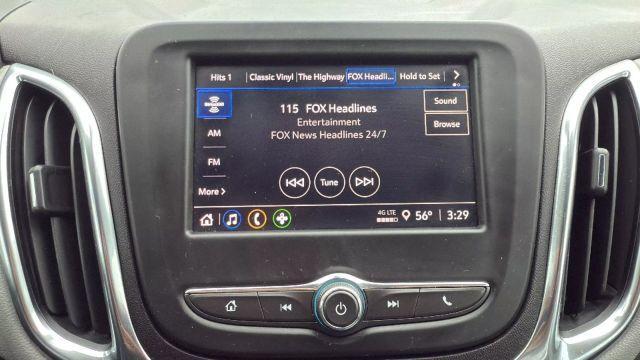 Hits 1 Classic Vinyl The Highway FOX Headli... Hold to Set
115 FOX Headlines
Sound
Entertainment
AM
Browse
FOX News Headlines 24/7
FM
Tune
More
4G LTE 56° 3:29